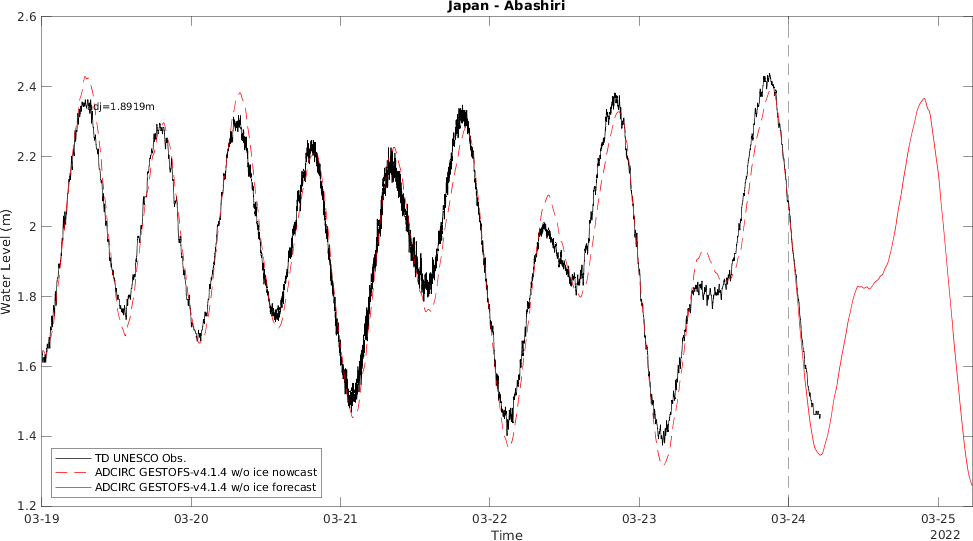 Japan - Abashiri
Water Level (m)
2.6
2.4
2.2
2
1.8
1.6
1.4
1.2
dj=1.8919m
TD UNESCO Obs.
ADCIRC GESTOFS-v4.1.4 w/o ice nowcast
ADCIRC GESTOFS-v4.1.4 w/o ice forecast
03-19
03-20
03-21
03-22
03-23
03-24
03-25
Time
2022